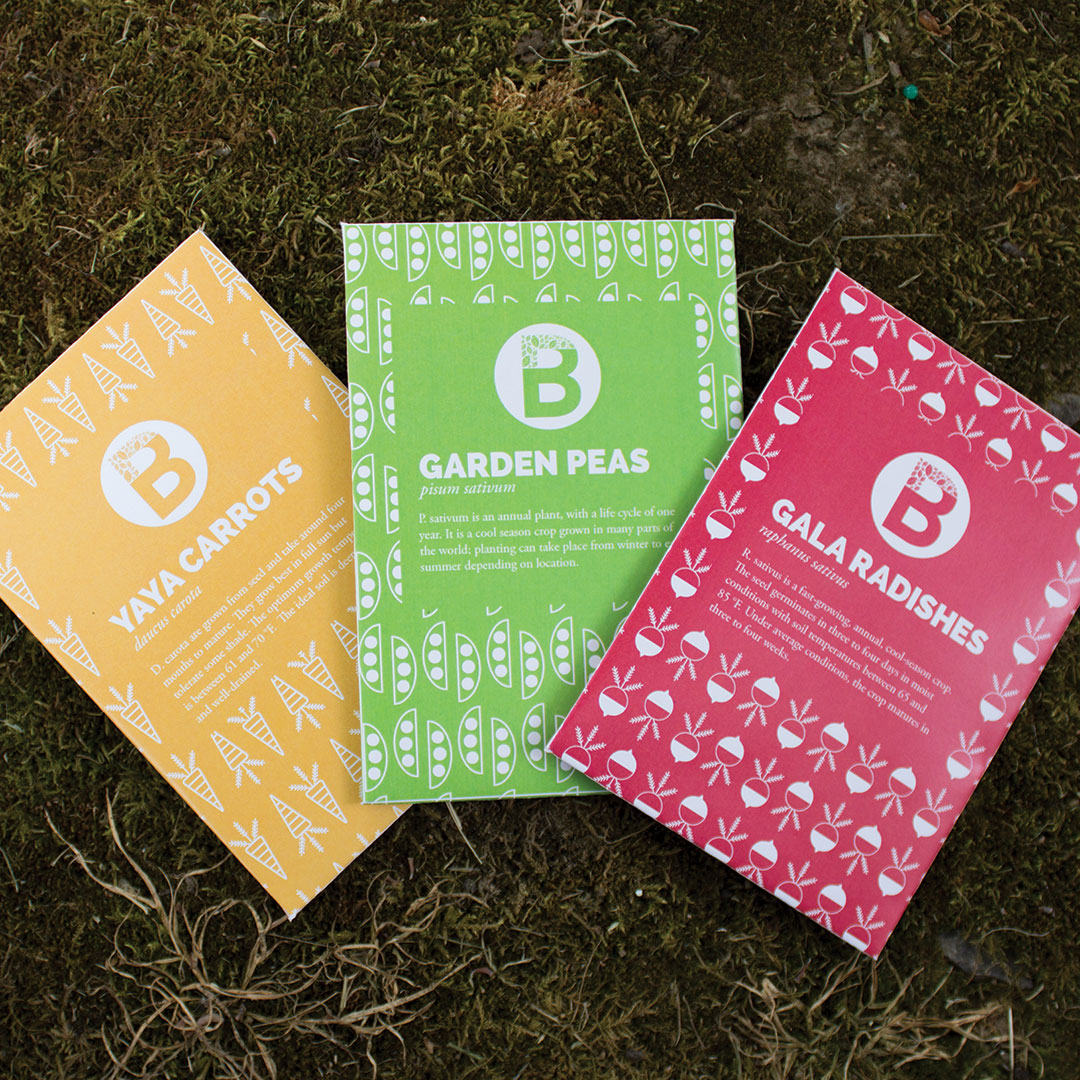 B
YAYA CARROTS
daucus carota
D. carota are grown from seed and take around four
months to mature. They grow best in full sun but
tolerate some shade. The optimum growth temp
is between 61 and 70 °F. The ideal soil is deep
and well-drained.
B
GARDEN PEAS
pisum sativum
P. sativum is an annual plant, with a life cycle of one
year. It is a cool season crop grown in many parts of
the world; planting can take place from winter to
summer depending on location.
B
GALA RADISHES
raphanus sativus
R. sativus is a fast-growing, annual, cool-season crop.
The seed germinates in three to four days in moist
conditions with soil temperatures between 65 and
85 °F. Under average conditions, the crop matures in
three to four weeks.